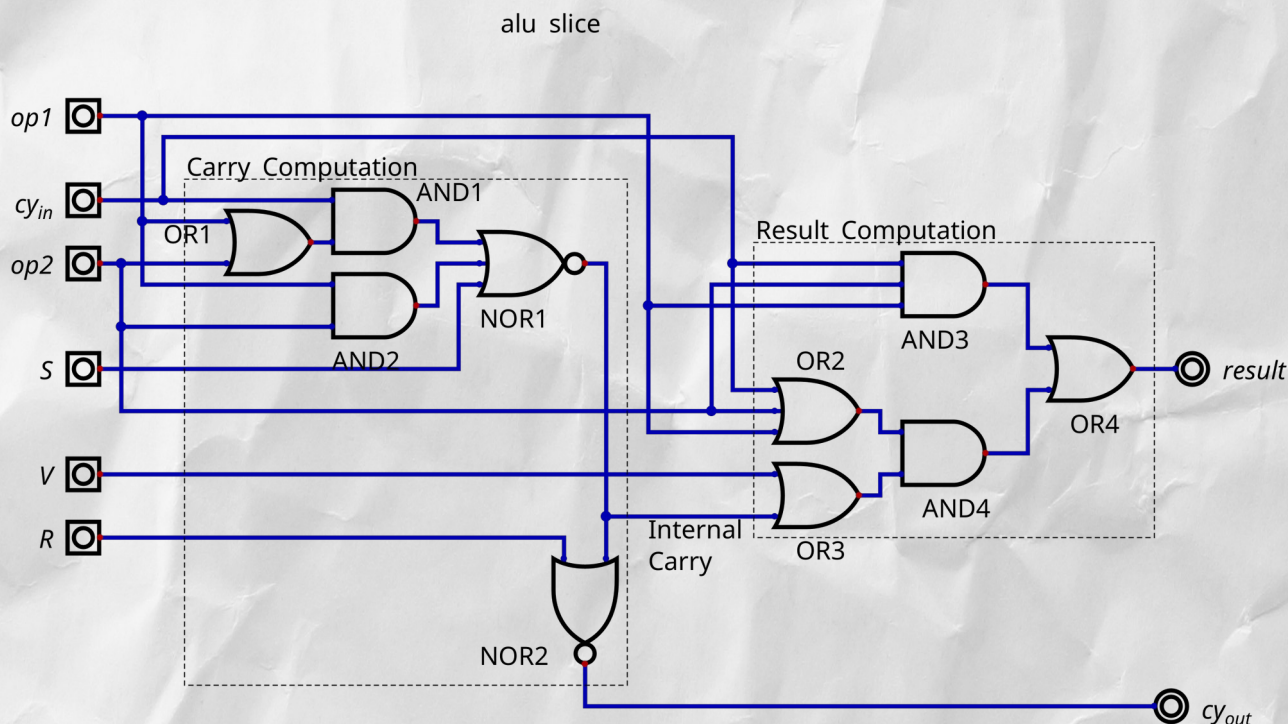 alu slice
op1
Carry Computation
AND1
cyin
OR1
op2
Result Computation
NOR1
AND3
AND2
S
OR2
result
OR4
V
AND4
Internal
Carry
R
OR3
NOR2
cyout